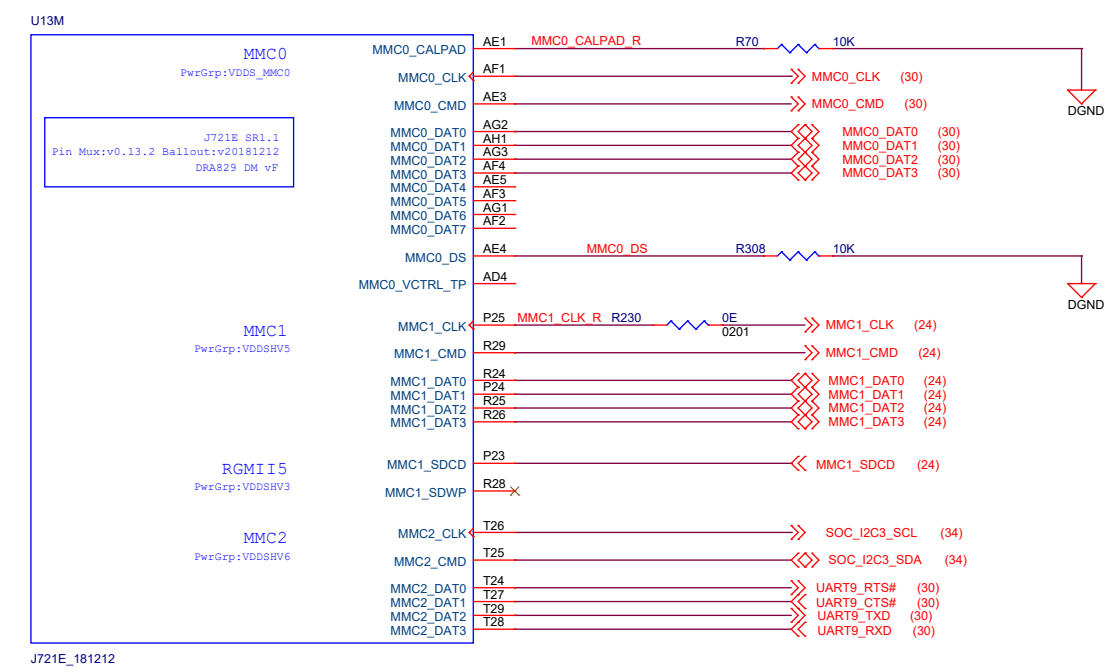 U13M
MMC0 MMC0_CALPAD AE1 MMC0_CALPAD_R R70 10K
PwrGrp:VDDS_MMC0 MMC0_CLK AF1 MMC0_CLK (30)
MMC0_CMD AE3 MMC0_CMD (30) DGND
MMC0_DAT0 AG2 MMC0_DAT0 (30)
J721E SR1.1 MMC0_DAT1 AH1 MMC0_DAT1 (30)
Pin Mux:v0.13.2 Ballout:v20181212 MMC0_DAT2 AG3 MMC0_DAT2 (30)
DRA829 DM vF MMC0_DAT3 AF4 MMC0_DAT3 (30)
MMC0_DAT4 AE5
MMC0_DAT5 AF3
MMC0_DAT6 AG1
MMC0_DAT7 AF2
MMC0_DS AE4 MMC0_DS R308 10K
MMC0_VCTRL_TP AD4
DGND
MMC1 MMC1_CLK P25 MMC1_CLK_R R230 0E 0201 MMC1_CLK (24)
PwrGrp:VDDSHV5 MMC1_CMD R29 MMC1_CMD (24)
MMC1_DAT0 R24 MMC1_DAT0 (24)
MMC1_DAT1 P24 MMC1_DAT1 (24)
MMC1_DAT2 R25 MMC1_DAT2 (24)
MMC1_DAT3 R26 MMC1_DAT3 (24)
RGMII5 MMC1_SDCD P23 MMC1_SDCD (24)
PwrGrp:VDDSHV3 MMC1_SDWP R28
MMC2 MMC2_CLK T26 SOC_I2C3_SCL (34)
PwrGrp:VDDSHV6 MMC2_CMD T25 SOC_I2C3_SDA (34)
MMC2_DAT0 T24 UART9_RTS# (30)
MMC2_DAT1 T27 UART9_CTS# (30)
MMC2_DAT2 T29 UART9_TXD (30)
MMC2_DAT3 T28 UART9_RXD (30)
J721E_181212